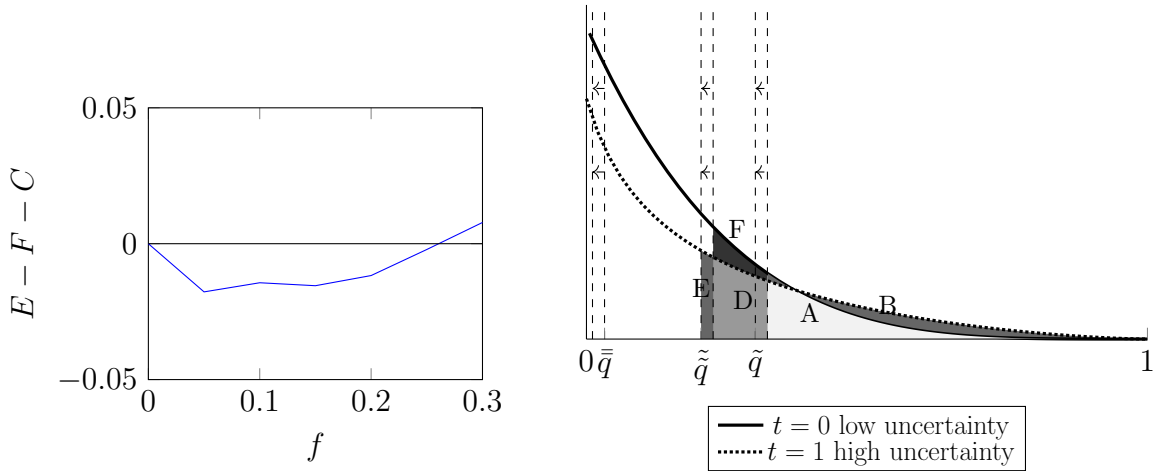 0.05
0
−0.05
0
0.1
0.2
0.3
f
E − F − C
F
E
D
A
B
0
q̿
q̃̃
q̃
1
t = 0 low uncertainty
t = 1 high uncertainty